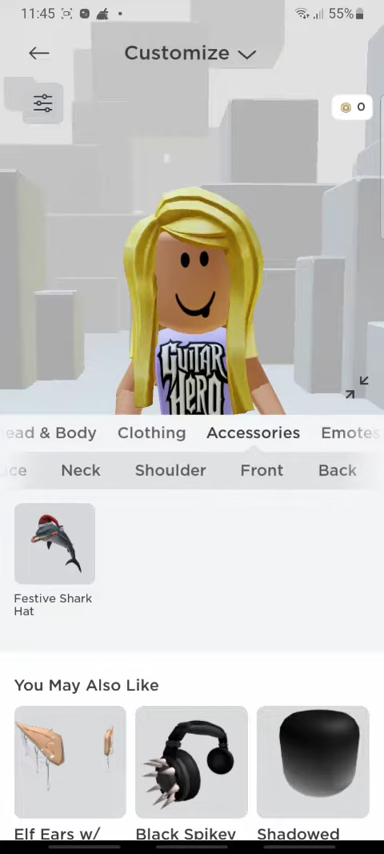 11:45
55%
Customize
0
GUITAR
HERO
ead & Body Clothing Accessories Emotes
ice Neck Shoulder Front Back
Festive Shark
Hat
You May Also Like
Elf Ears w/ Black Spikey Shadowed